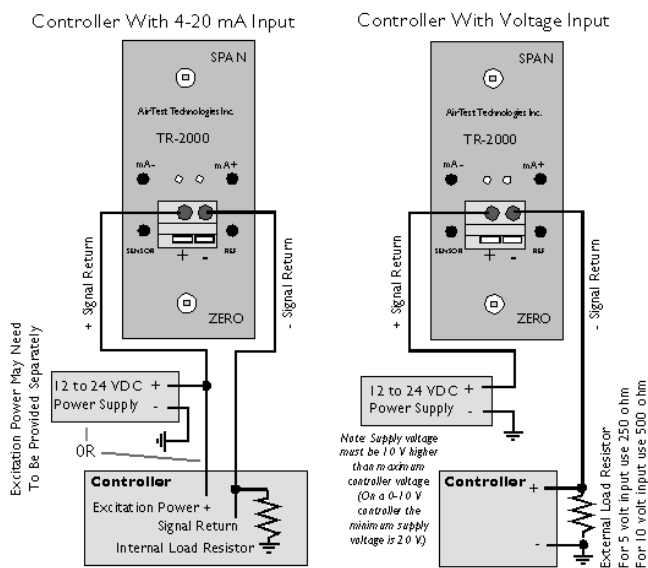 Controller With 4-20 mA Input
SPAN
AirTest Technologies Inc.
TR-2000
mA-
mA+
SENSOR
REF
+ -
ZERO
+ Signal Return
- Signal Return
Excitation Power May Need
To Be Provided Separately
12 to 24 VDC +
Power Supply -
OR
Controller
Excitation Power +
Signal Return
Internal Load Resistor
Controller With Voltage Input
SPAN
AirTest Technologies Inc.
TR-2000
mA-
mA+
SENSOR
REF
+ -
ZERO
+ Signal Return
- Signal Return
12 to 24 VDC +
Power Supply -
Note: Supply voltage
must be 10 V higher
than maximum
controller voltage
(On a 0-10 V
controller the
minimum supply
voltage is 20 V.)
Controller +
-
External Load Resistor
For 5 volt input use 250 ohm
For 10 volt input use 500 ohm